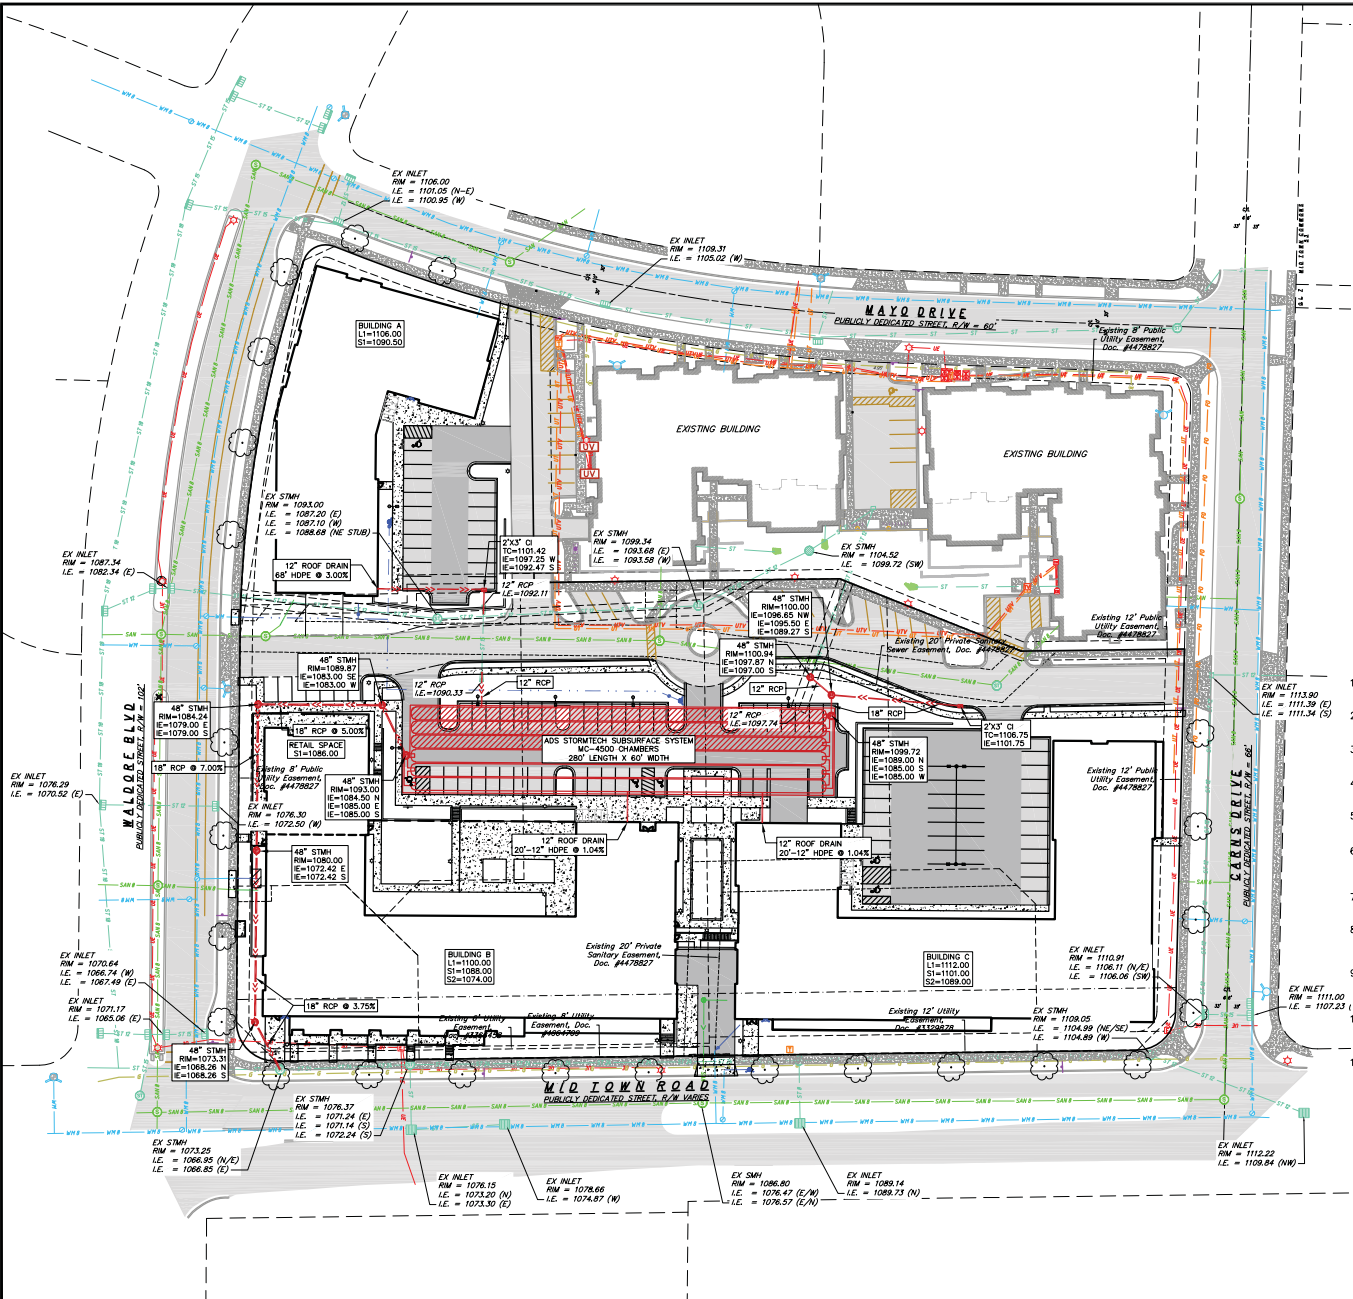 EX INLET
RIM = 1106.00
I.E. = 1101.05 (N-E)
I.E. = 1100.95 (W)
EX INLET
RIM = 1109.31
I.E. = 1105.02 (W)
MAYO DRIVE
PUBLICLY DEDICATED STREET, R/W = 60'
Existing 8' Public
Utility Easement,
Doc. #4478827
BUILDING A
L1=1106.00
S1=1090.50
EXISTING BUILDING
EXISTING BUILDING
UV
UV
EX STMH
RIM = 1093.00
I.E. = 1087.20 (E)
I.E. = 1087.10 (W)
I.E. = 1088.68 (NE STUB)
EX INLET
RIM = 1087.34
I.E. = 1082.34 (E)
12" ROOF DRAIN
68' HDPE @ 3.00%
2'X3' CI
TC=1101.42
IE=1097.25 W
IE=1092.47 S
12" RCP
I.E.=1092.11
EX STMH
RIM = 1099.34
I.E. = 1093.68 (E)
I.E. = 1093.58 (W)
EX STMH
RIM = 1104.52
I.E. = 1099.72 (SW)
48" STMH
RIM=1100.00
IE=1096.65 NW
IE=1095.50 E
IE=1089.27 S
48" STMH
RIM=1100.94
IE=1097.87 N
IE=1097.00 S
12" RCP
Existing 20' Private Sanitary
Sewer Easement, Doc. #4478827
Existing 12' Public
Utility Easement,
Doc. #4478827
48" STMH
RIM=1089.87
IE=1083.00 SE
IE=1083.00 W
12" RCP
I.E.=1090.33
12" RCP
48" STMH
RIM=1084.24
IE=1079.00 E
IE=1079.00 S
18" RCP @ 5.00%
RETAIL SPACE
S1=1086.00
18" RCP @ 7.00%
Existing 8' Public
Utility Easement,
Doc. #4478827
12" RCP
I.E.=1097.74
18" RCP
2'X3' CI
TC=1106.75
IE=1101.75
EX INLET
RIM = 1113.90
I.E. = 1111.39 (E)
I.E. = 1111.34 (S)
ADS STORMTECH SUBSURFACE SYSTEM
MC-4500 CHAMBERS
280' LENGTH X 60' WIDTH
48" STMH
RIM=1099.72
IE=1089.00 N
IE=1085.00 S
IE=1085.00 W
Existing 12' Public
Utility Easement,
Doc. #4478827
48" STMH
RIM=1093.00
IE=1084.50 N
IE=1085.00 E
IE=1085.00 S
EX INLET
RIM = 1076.29
I.E. = 1070.52 (E)
WALDORF BLVD
PUBLICLY DEDICATED STREET, R/W = 102'
EX INLET
RIM = 1076.30
I.E. = 1072.50 (W)
CARNS DRIVE
PUBLICLY DEDICATED STREET, R/W = 66'
12" ROOF DRAIN
20'-12" HDPE @ 1.04%
12" ROOF DRAIN
20'-12" HDPE @ 1.04%
48" STMH
RIM=1080.00
IE=1072.42 E
IE=1072.42 S
Existing 20' Private
Sanitary Easement,
Doc. #4478827
BUILDING B
L1=1100.00
S1=1088.00
S2=1074.00
BUILDING C
L1=1112.00
S1=1101.00
S2=1089.00
EX INLET
RIM = 1110.91
I.E. = 1106.11 (N/E)
I.E. = 1106.06 (SW)
EX INLET
RIM = 1070.64
I.E. = 1066.74 (W)
I.E. = 1067.49 (E)
EX INLET
RIM = 1071.17
I.E. = 1065.06 (E)
EX INLET
RIM = 1111.00
I.E. = 1107.23 (
18" RCP @ 3.75%
Existing 8' Utility
Easement, Doc.
Existing 12' Utility
Easement,
Doc. #3329878
EX STMH
RIM = 1109.05
I.E. = 1104.99 (NE/SE)
I.E. = 1104.89 (W)
48" STMH
RIM=1073.31
IE=1068.26 N
IE=1068.26 S
MID TOWN ROAD
PUBLICLY DEDICATED STREET, R/W VARIES
EX STMH
RIM = 1076.37
I.E. = 1071.24 (E)
I.E. = 1071.14 (S)
I.E. = 1072.24 (S)
EX STMH
RIM = 1073.25
I.E. = 1066.95 (N/E)
I.E. = 1066.85 (E)
EX INLET
RIM = 1076.15
I.E. = 1073.20 (N)
I.E. = 1073.30 (E)
EX INLET
RIM = 1078.66
I.E. = 1074.87 (W)
EX SMH
RIM = 1086.80
I.E. = 1076.47 (E/W)
I.E. = 1076.57 (E/N)
EX INLET
RIM = 1089.14
I.E. = 1089.73 (N)
EX INLET
RIM = 1112.22
I.E. = 1109.84 (NW)